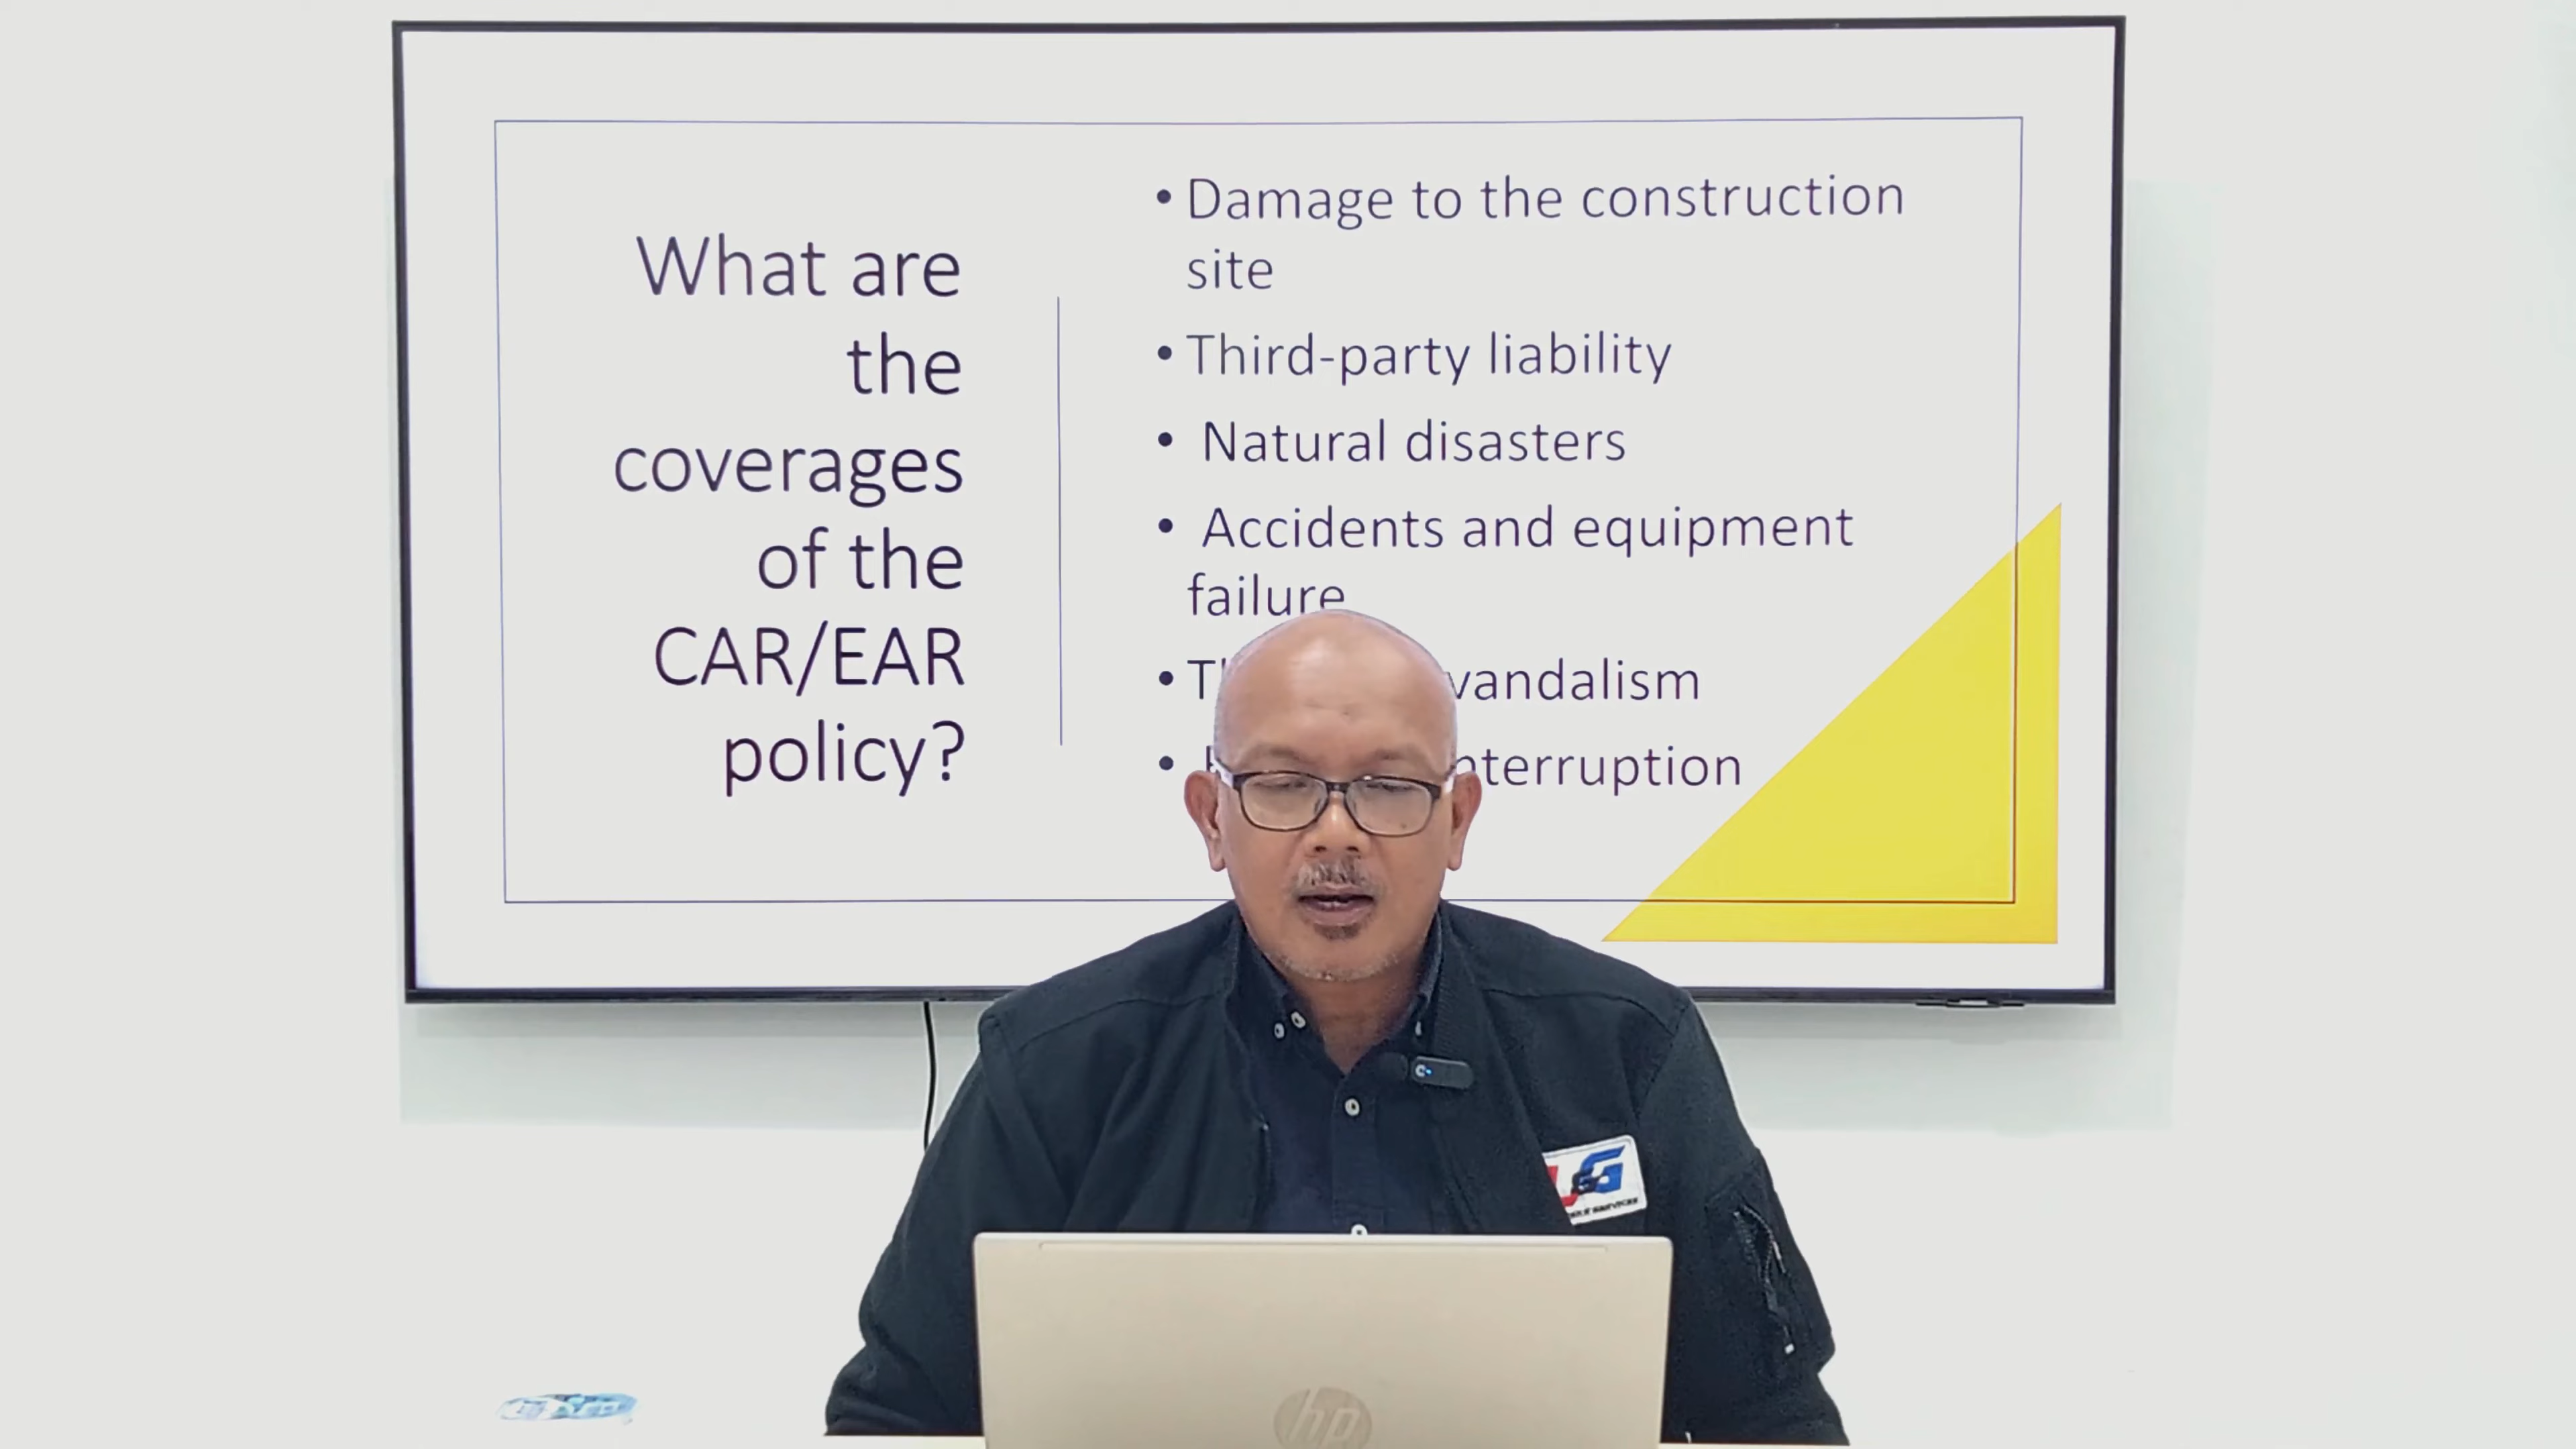 What are
the
coverages
of the
CAR/EAR
policy?
• Damage to the construction
site
• Third-party liability
• Natural disasters
• Accidents and equipment
failure
• vandalism
• nterruption
hp